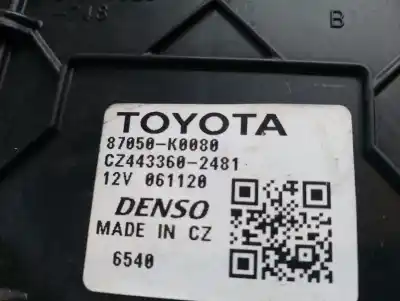 B
TOYOTA
87050-K0080
CZ443360-2481
12V 061120
DENSO
MADE IN CZ
6540